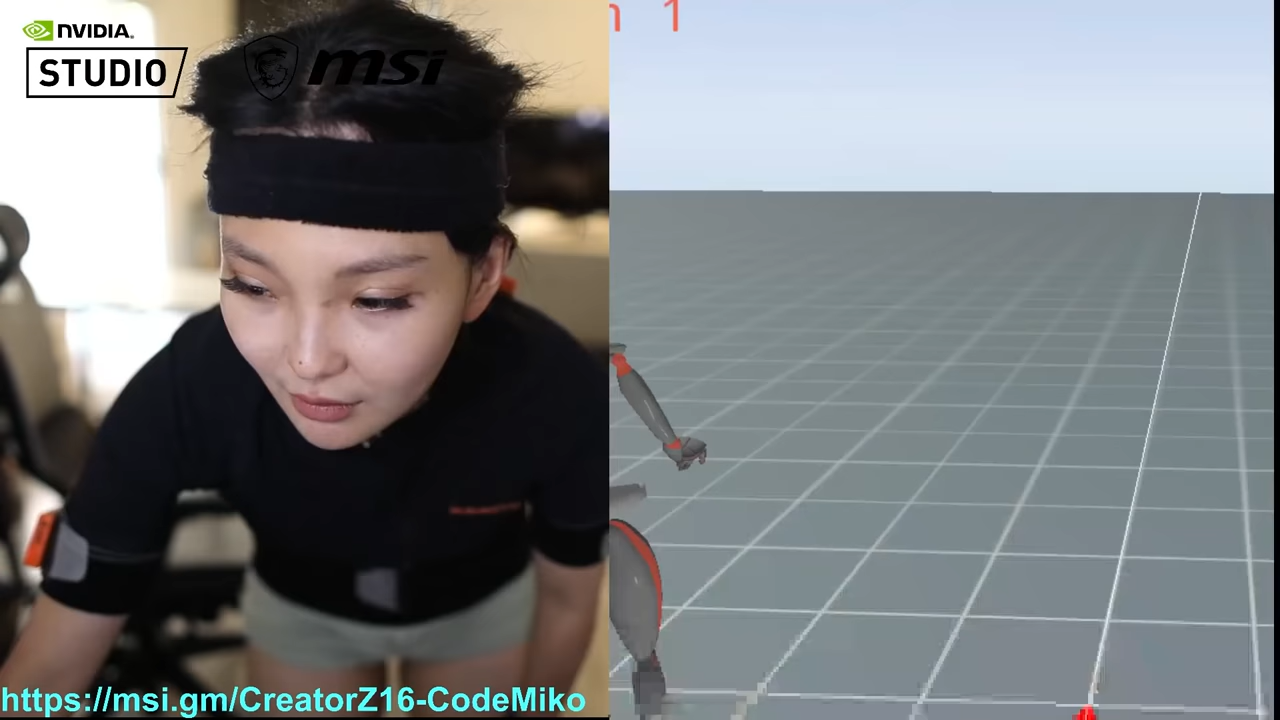 NVIDIA.
STUDIO
msi
n 1
https://msi.gm/CreatorZ16-CodeMiko